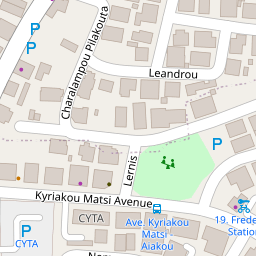 P
P
Charalampou Pilakouta
Leandrou
P
Lernis
Kyriakou Matsi Avenue
CYTA
Ave. Kyriakou
Matsi
Aiakou
19. Frede
Station
P
CYTA